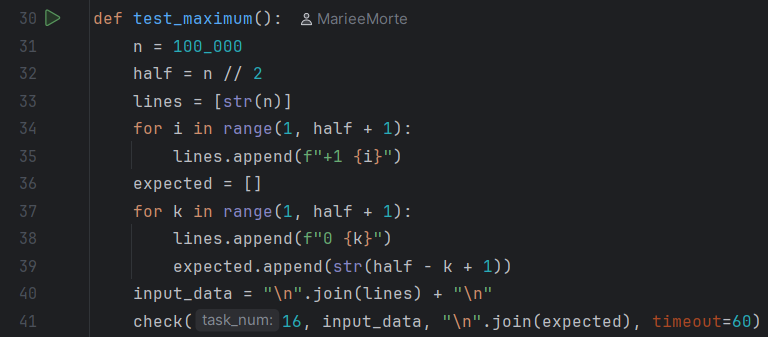 30 def test_maximum(): MarieeMorte
31 n = 100_000
32 half = n // 2
33 lines = [str(n)]
34 for i in range(1, half + 1):
35 lines.append(f"+1 {i}")
36 expected = []
37 for k in range(1, half + 1):
38 lines.append(f"0 {k}")
39 expected.append(str(half - k + 1))
40 input_data = "\n".join(lines) + "\n"
41 check( task_num: 16, input_data, "\n".join(expected), timeout=60)